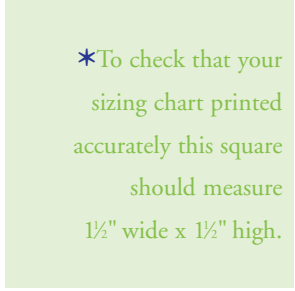 *To check that your
sizing chart printed
accurately this square
should measure
1½" wide x 1½" high.